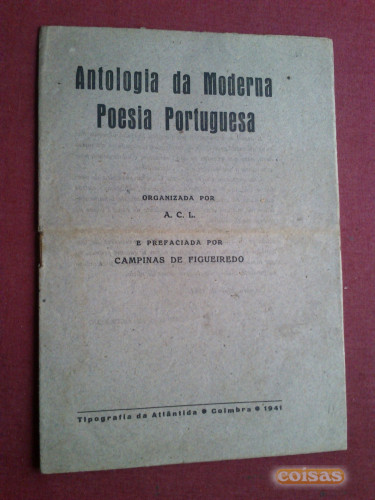 Antologia da Moderna
Poesia Portuguesa
ORGANIZADA POR
A. C. L.
E PREFACIADA POR
CAMPINAS DE FIGUEIREDO
Tipografia da Atlântida ● Coimbra ● 1941
coisas